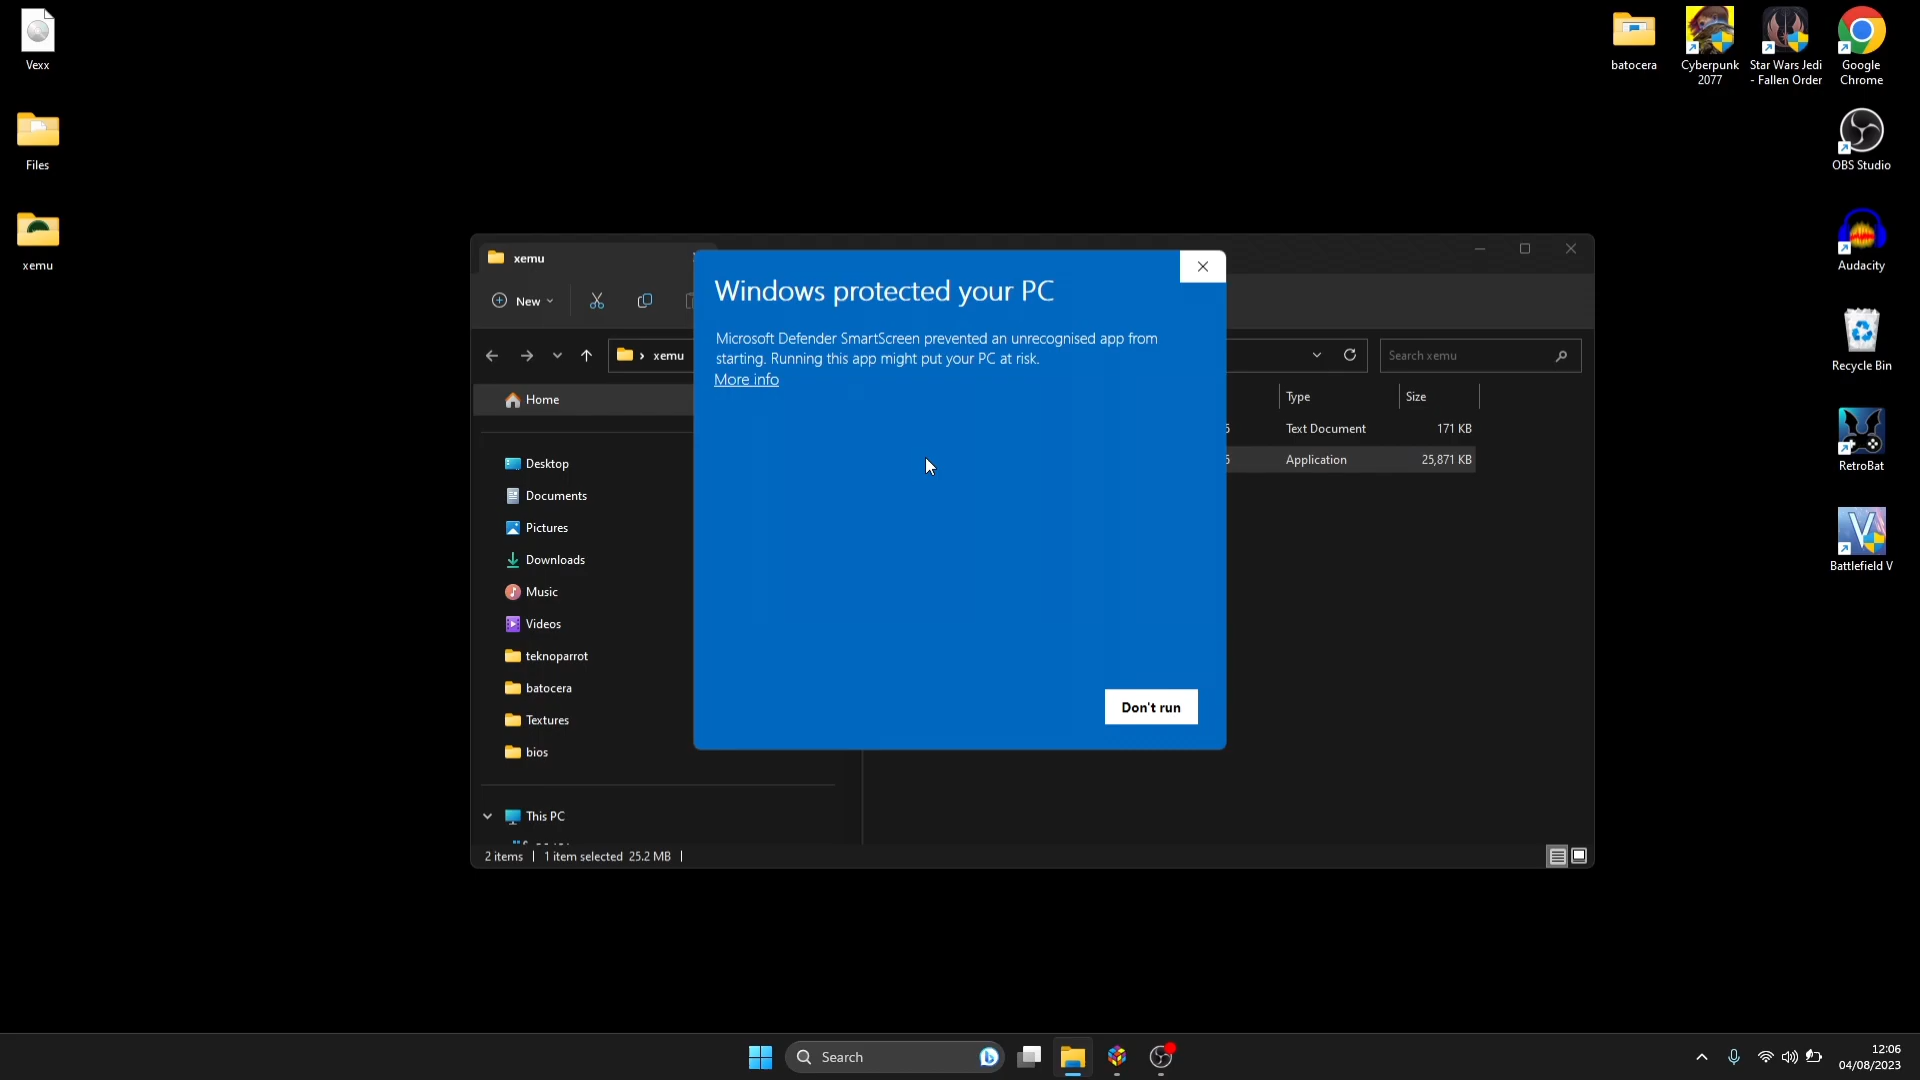 Vexx
Files
xemu
batocera
Cyberpunk
2077
Star Wars Jedi
- Fallen Order
Google
Chrome
OBS Studio
Audacity
Recycle Bin
RetroBat
Battlefield V
xemu
New
xemu
Search xemu
Home
Desktop
Documents
Pictures
Downloads
Music
Videos
teknoparrot
batocera
Textures
bios
This PC
Type
Size
Text Document
171 KB
Application
25,871 KB
2 items
1 item selected 25.2 MB
Windows protected your PC
Microsoft Defender SmartScreen prevented an unrecognised app from
starting. Running this app might put your PC at risk.
More info
Don't run
Search
12:06
04/08/2023